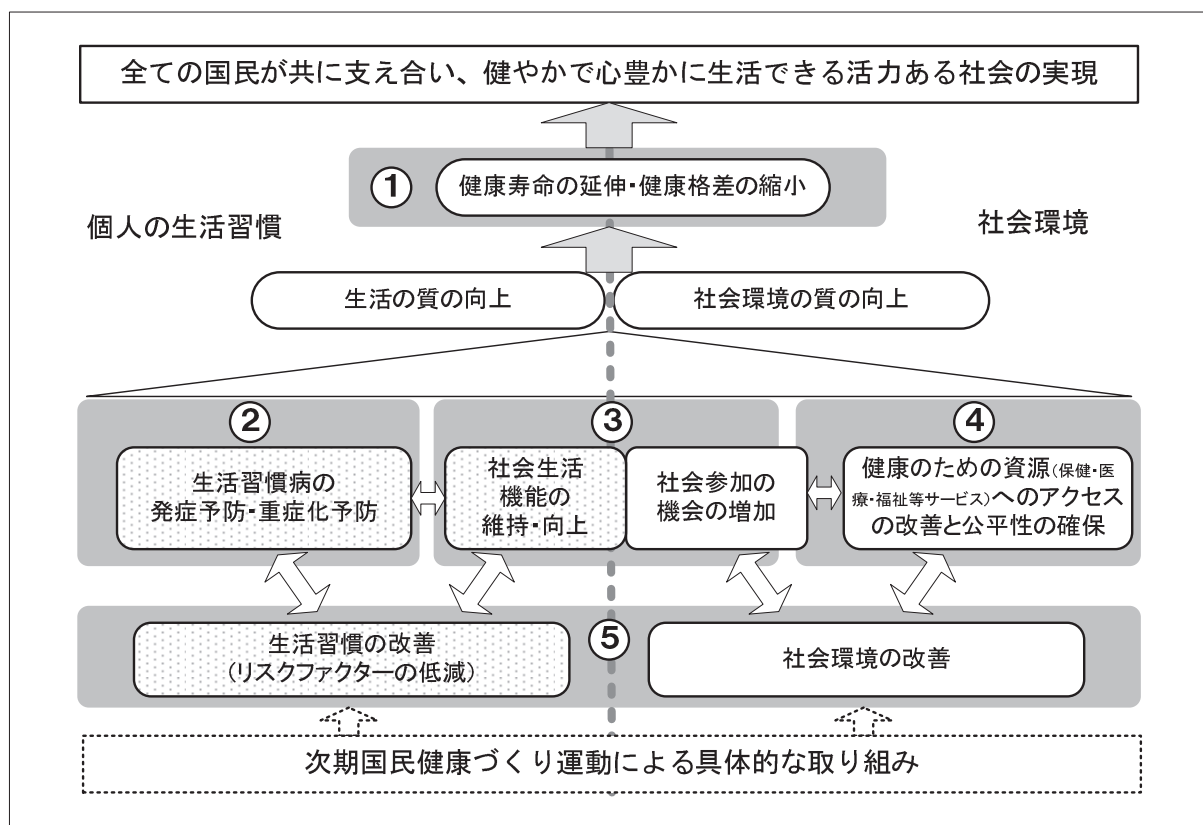 全ての国民が共に支え合い、健やかで心豊かに生活できる活力ある社会の実現
①
健康寿命の延伸・健康格差の縮小
個人の生活習慣
社会環境
生活の質の向上
社会環境の質の向上
②
生活習慣病の
発症予防・重症化予防
③
社会生活
機能の
維持・向上
社会参加の
機会の増加
④
健康のための資源(保健・医
療・福祉等サービス)へのアクセス
の改善と公平性の確保
生活習慣の改善
(リスクファクターの低減)
⑤
社会環境の改善
次期国民健康づくり運動による具体的な取り組み